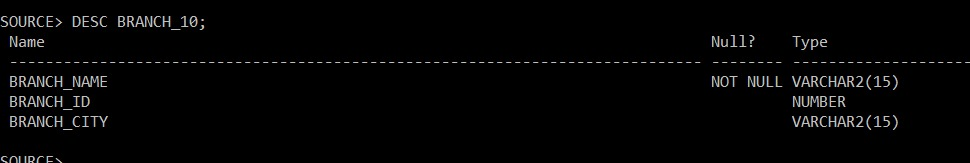 SOURCE> DESC BRANCH_10;
Name Null? Type
----------------------------------------------------------------------------- -------- --------------------
BRANCH_NAME NOT NULL VARCHAR2(15)
BRANCH_ID NUMBER
BRANCH_CITY VARCHAR2(15)
SOURCE>